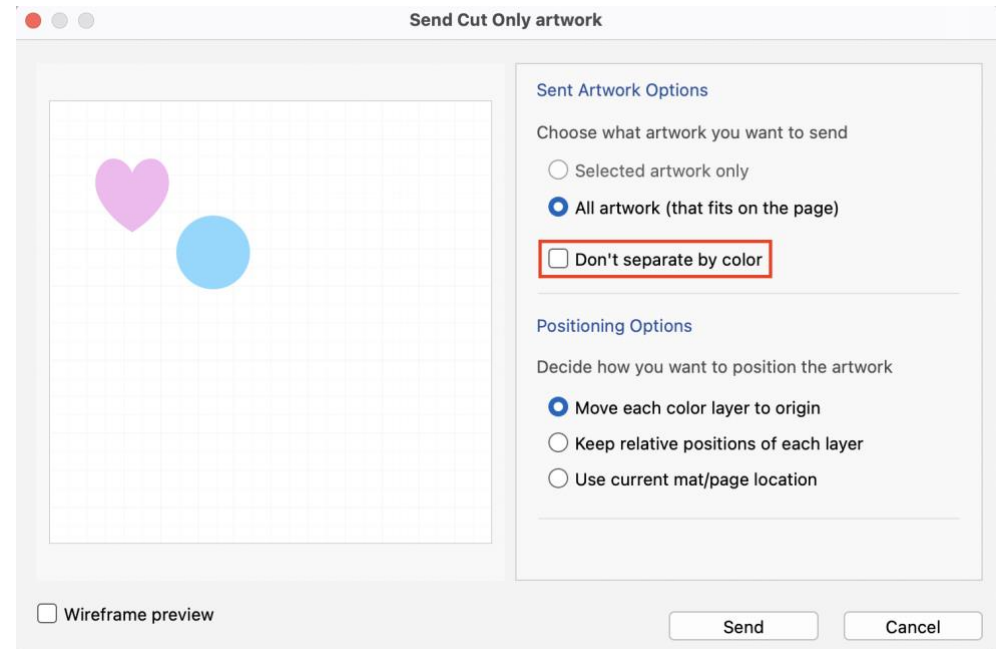 Send Cut Only artwork
Sent Artwork Options
Choose what artwork you want to send
Selected artwork only
All artwork (that fits on the page)
Don't separate by color
Positioning Options
Decide how you want to position the artwork
Move each color layer to origin
Keep relative positions of each layer
Use current mat/page location
Wireframe preview
Send
Cancel